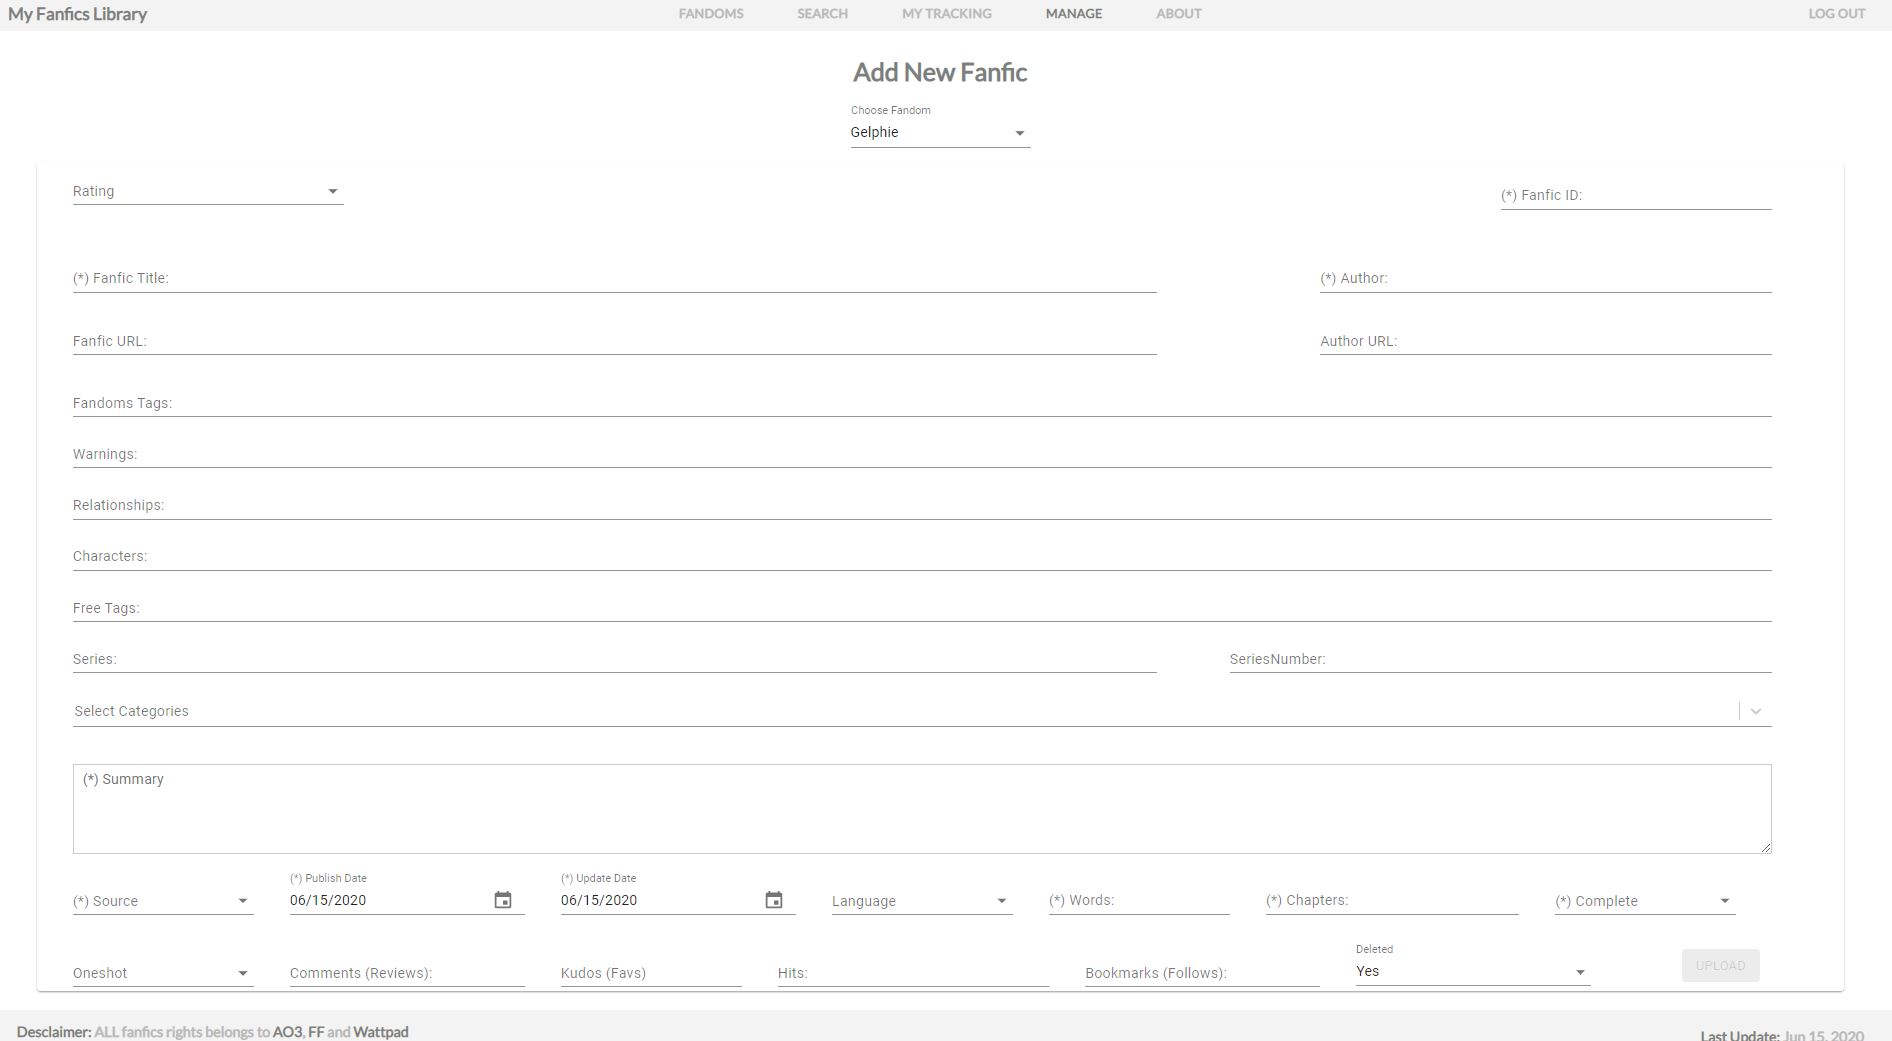 My Fanfics Library FANDOMS SEARCH MY TRACKING MANAGE ABOUT LOG OUT
Add New Fanfic
Choose Fandom
Gelphie
Rating (*) Fanfic ID:
(*) Fanfic Title: (*) Author:
Fanfic URL: Author URL:
Fandoms Tags:
Warnings:
Relationships:
Characters:
Free Tags:
Series: SeriesNumber:
Select Categories
(*) Summary
(*) Publish Date (*) Update Date
(*) Source 06/15/2020 06/15/2020 Language (*) Words: (*) Chapters: (*) Complete
Deleted
Oneshot Comments (Reviews): Kudos (Favs) Hits: Bookmarks (Follows): Yes UPLOAD
Desclaimer: ALL fanfics rights belongs to AO3, FF and Wattpad Last Update: Jun 15, 2020